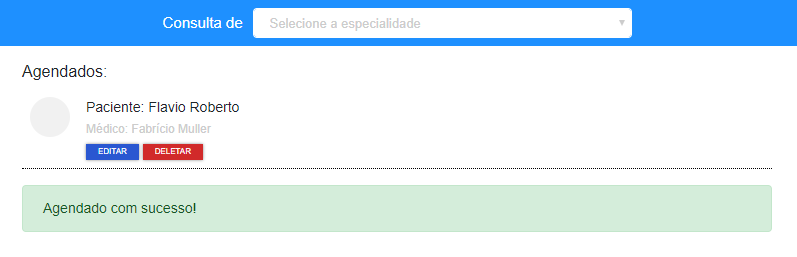 Consulta de Selecione a especialidade
Agendados:
Paciente: Flavio Roberto
Médico: Fabrício Muller
EDITAR DELETAR
Agendado com sucesso!